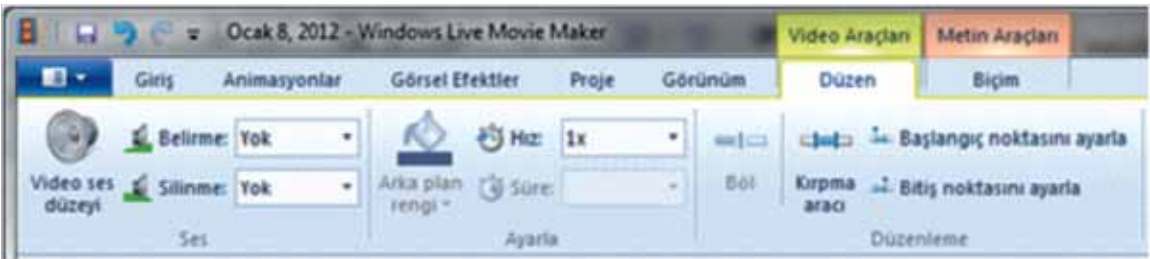 Ocak 8, 2012 - Windows Live Movie Maker Video Araçları Metin Araçları
Giriş Animasyonlar Görsel Efektler Proje Görünüm Düzen Biçim
Belirme: Yok Hız: 1x Başlangıç noktasını ayarla
Video ses düzeyi Silinme: Yok Arka plan rengi Süre: Böl Kırpma aracı Bitiş noktasını ayarla
Ses Ayarla Düzenleme